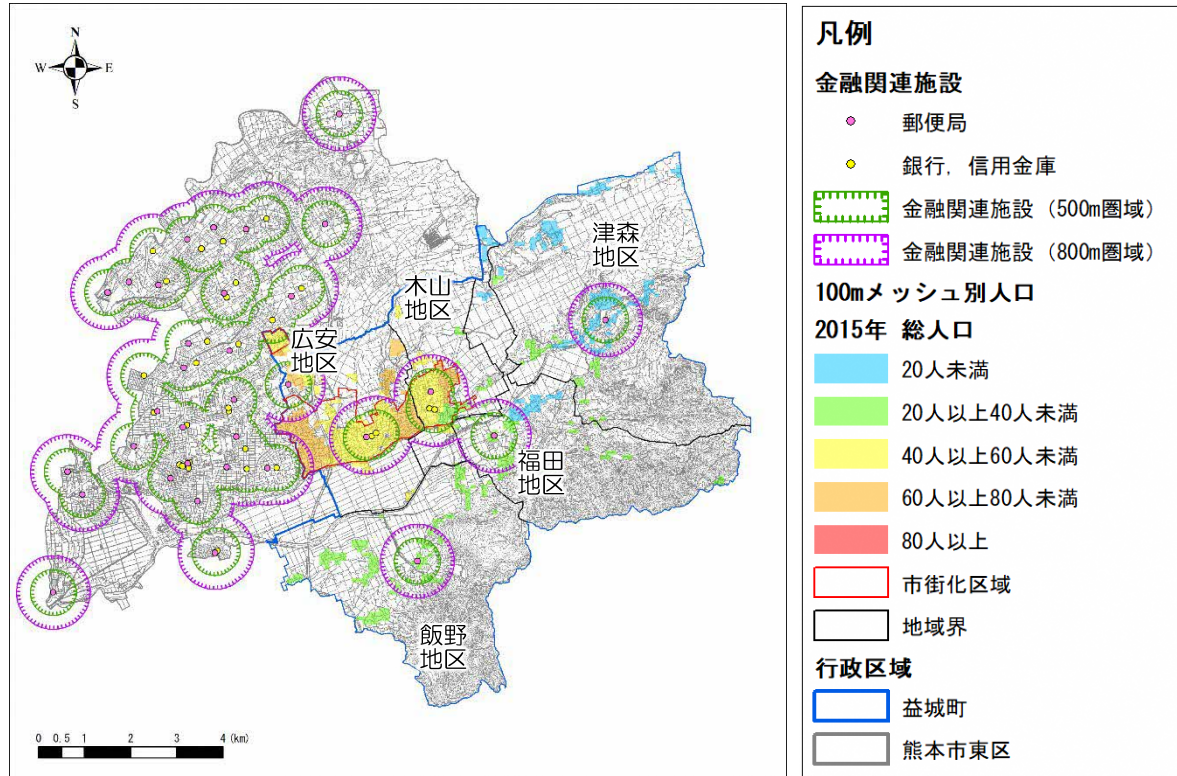 N
W
E
S
津森
地区
木山
地区
広安
地区
福田
地区
飯野
地区
0 0.5 1 2 3 4 (km)
凡例
金融関連施設
郵便局
銀行，信用金庫
金融関連施設（500m圏域）
金融関連施設（800m圏域）
100mメッシュ別人口
2015年 総人口
20人未満
20人以上40人未満
40人以上60人未満
60人以上80人未満
80人以上
市街化区域
地域界
行政区域
益城町
熊本市東区